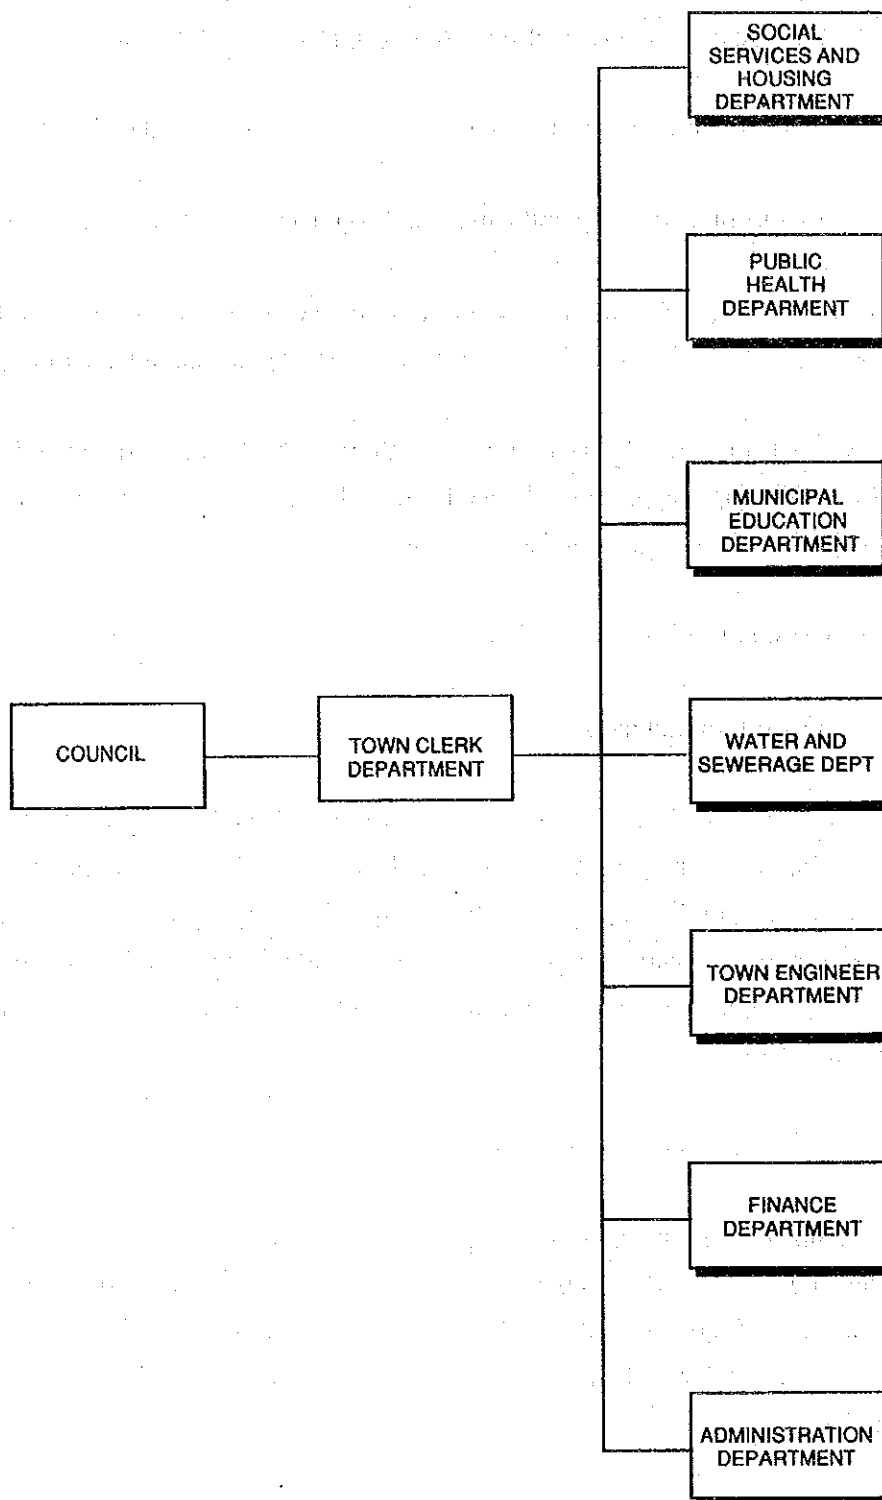 SOCIAL
SERVICES AND
HOUSING
DEPARTMENT
PUBLIC
HEALTH
DEPARMENT
MUNICIPAL
EDUCATION
DEPARTMENT
COUNCIL
TOWN CLERK
DEPARTMENT
WATER AND
SEWERAGE DEPT
TOWN ENGINEER
DEPARTMENT
FINANCE
DEPARTMENT
ADMINISTRATION
DEPARTMENT